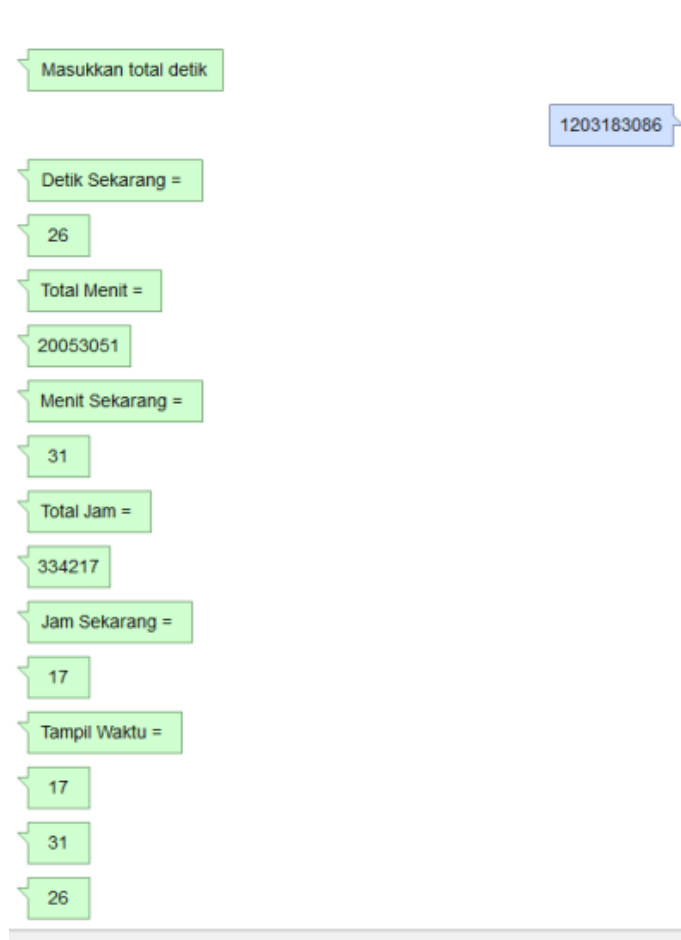 Masukkan total detik
1203183086
Detik Sekarang =
26
Total Menit =
20053051
Menit Sekarang =
31
Total Jam =
334217
Jam Sekarang =
17
Tampil Waktu =
17
31
26